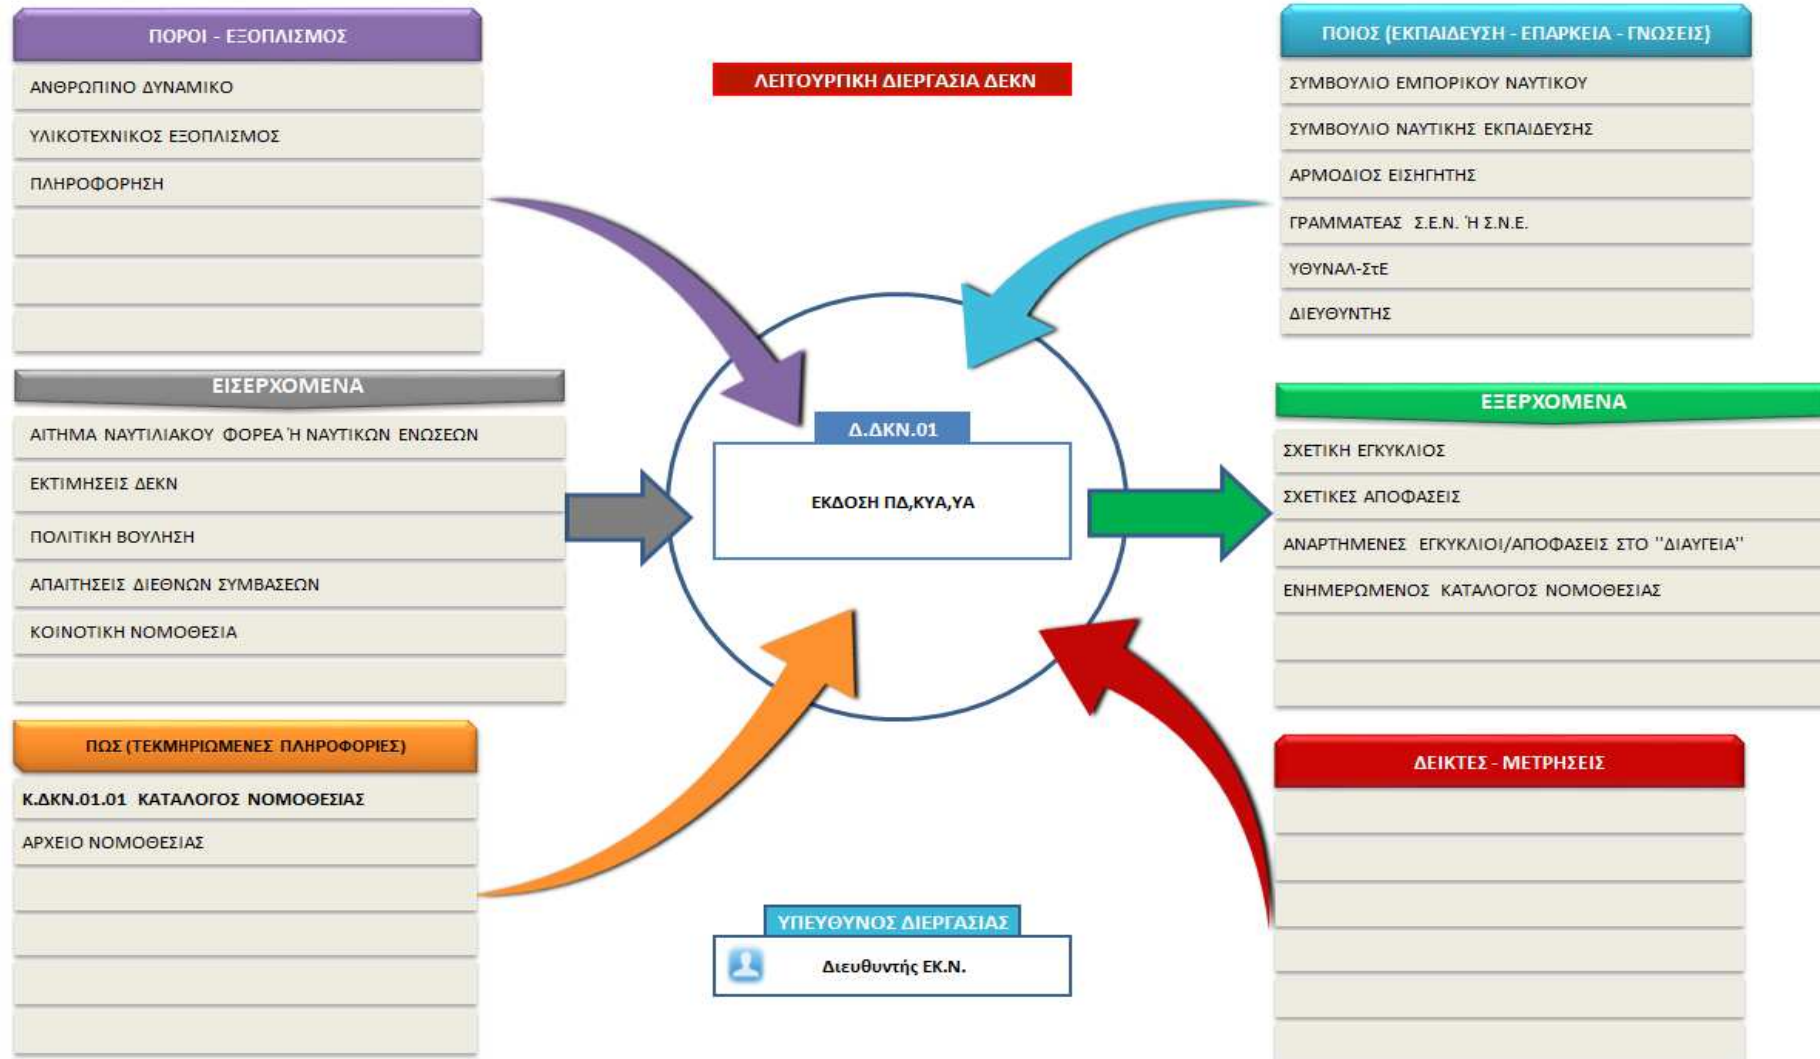 ΠΟΡΟΙ - ΕΞΟΠΛΙΣΜΟΣ
ΑΝΘΡΩΠΙΝΟ ΔΥΝΑΜΙΚΟ
ΥΛΙΚΟΤΕΧΝΙΚΟΣ ΕΞΟΠΛΙΣΜΟΣ
ΠΛΗΡΟΦΟΡΗΣΗ
ΛΕΙΤΟΥΡΓΙΚΗ ΔΙΕΡΓΑΣΙΑ ΔΕΚΝ
ΠΟΙΟΣ (ΕΚΠΑΙΔΕΥΣΗ - ΕΠΑΡΚΕΙΑ - ΓΝΩΣΕΙΣ)
ΣΥΜΒΟΥΛΙΟ ΕΜΠΟΡΙΚΟΥ ΝΑΥΤΙΚΟΥ
ΣΥΜΒΟΥΛΙΟ ΝΑΥΤΙΚΗΣ ΕΚΠΑΙΔΕΥΣΗΣ
ΑΡΜΟΔΙΟΣ ΕΙΣΗΓΗΤΗΣ
ΓΡΑΜΜΑΤΕΑΣ Σ.Ε.Ν. Ή Σ.Ν.Ε.
ΥΘΥΝΑΛ-ΣτΕ
ΔΙΕΥΘΥΝΤΗΣ
ΕΙΣΕΡΧΟΜΕΝΑ
ΑΙΤΗΜΑ ΝΑΥΤΙΛΙΑΚΟΥ ΦΟΡΕΑ Ή ΝΑΥΤΙΚΩΝ ΕΝΩΣΕΩΝ
ΕΚΤΙΜΗΣΕΙΣ ΔΕΚΝ
ΠΟΛΙΤΙΚΗ ΒΟΥΛΗΣΗ
ΑΠΑΙΤΗΣΕΙΣ ΔΙΕΘΝΩΝ ΣΥΜΒΑΣΕΩΝ
ΚΟΙΝΟΤΙΚΗ ΝΟΜΟΘΕΣΙΑ
Δ.ΔΚΝ.01
ΕΚΔΟΣΗ ΠΔ,ΚΥΑ,ΥΑ
ΕΞΕΡΧΟΜΕΝΑ
ΣΧΕΤΙΚΗ ΕΓΚΥΚΛΙΟΣ
ΣΧΕΤΙΚΕΣ ΑΠΟΦΑΣΕΙΣ
ΑΝΑΡΤΗΜΕΝΕΣ ΕΓΚΥΚΛΙΟΙ/ΑΠΟΦΑΣΕΙΣ ΣΤΟ "ΔΙΑΥΓΕΙΑ"
ΕΝΗΜΕΡΩΜΕΝΟΣ ΚΑΤΑΛΟΓΟΣ ΝΟΜΟΘΕΣΙΑΣ
ΠΩΣ (ΤΕΚΜΗΡΙΩΜΕΝΕΣ ΠΛΗΡΟΦΟΡΙΕΣ)
Κ.ΔΚΝ.01.01 ΚΑΤΑΛΟΓΟΣ ΝΟΜΟΘΕΣΙΑΣ
ΑΡΧΕΙΟ ΝΟΜΟΘΕΣΙΑΣ
ΥΠΕΥΘΥΝΟΣ ΔΙΕΡΓΑΣΙΑΣ
Διευθυντής ΕΚ.Ν.
ΔΕΙΚΤΕΣ - ΜΕΤΡΗΣΕΙΣ